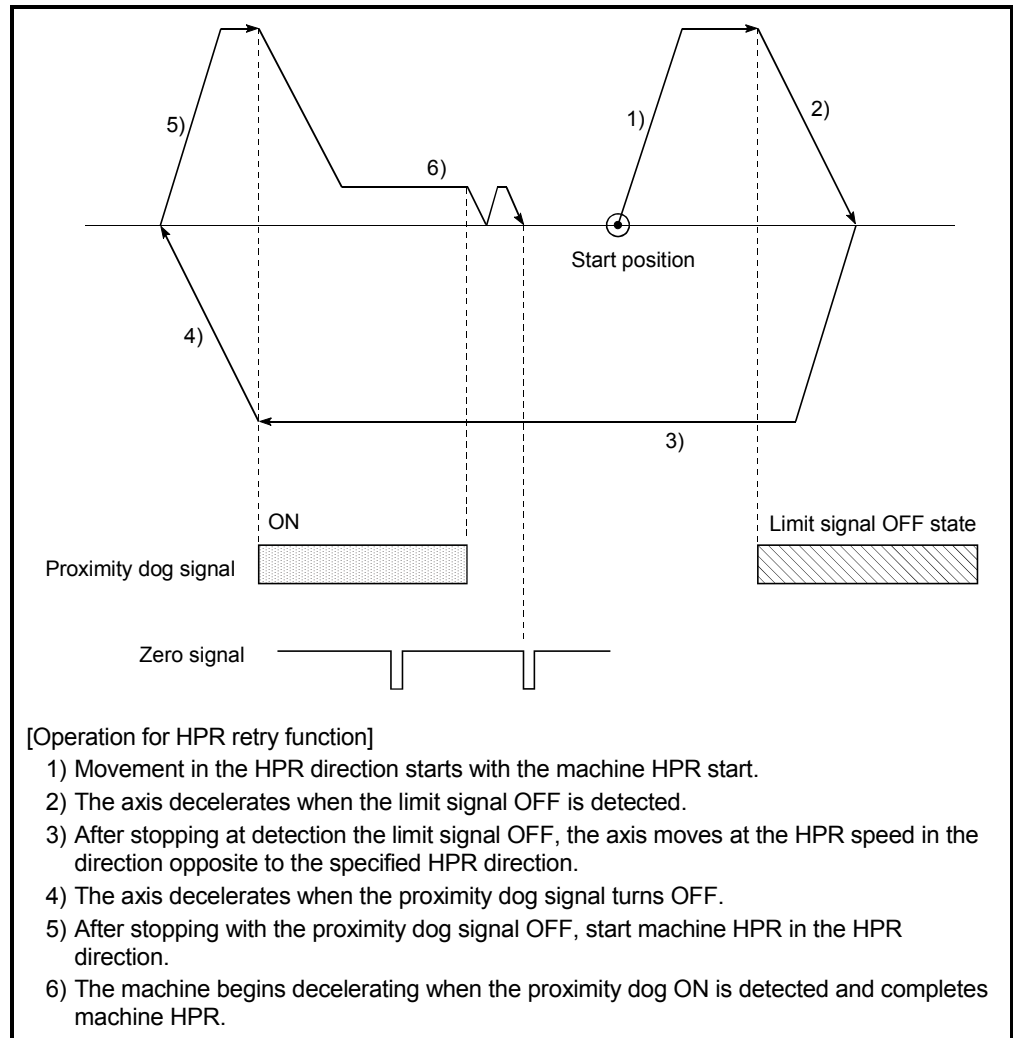 5)
6)
1)
2)
Start position
4)
3)
ON
Limit signal OFF state
Proximity dog signal
Zero signal
[Operation for HPR retry function]
1) Movement in the HPR direction starts with the machine HPR start.
2) The axis decelerates when the limit signal OFF is detected.
3) After stopping at detection the limit signal OFF, the axis moves at the HPR speed in the
direction opposite to the specified HPR direction.
4) The axis decelerates when the proximity dog signal turns OFF.
5) After stopping with the proximity dog signal OFF, start machine HPR in the HPR
direction.
6) The machine begins decelerating when the proximity dog ON is detected and completes
machine HPR.